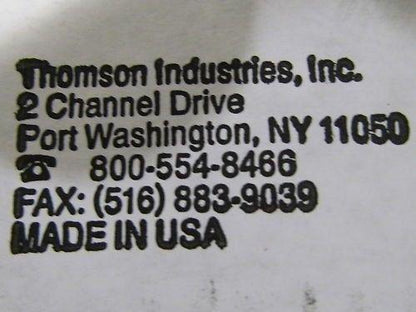 Thomson Industries, Inc.
2 Channel Drive
Port Washington, NY 11050
☎ 800-554-8466
FAX: (516) 883-9039
MADE IN USA